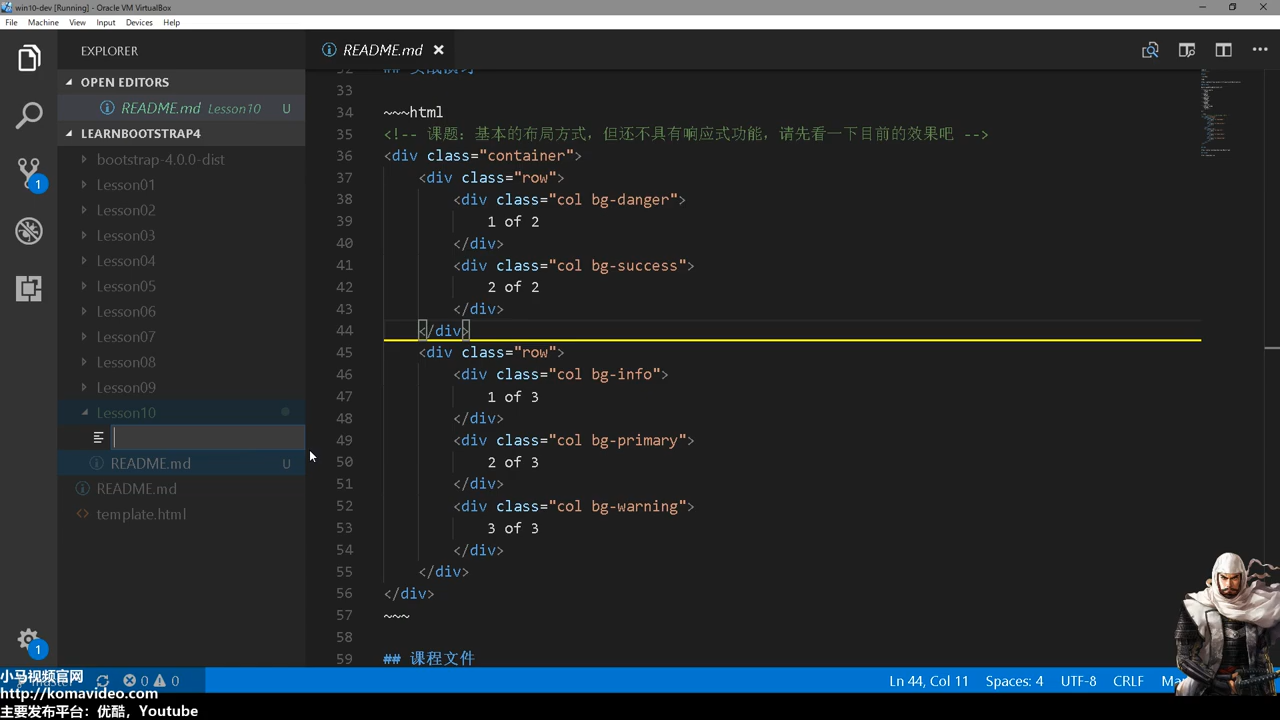 win10-dev [Running] - Oracle VM VirtualBox
File Machine View Input Devices Help
EXPLORER
README.md
OPEN EDITORS
README.md Lesson10 U
LEARNBOOTSTRAP4
bootstrap-4.0.0-dist
Lesson01
Lesson02
Lesson03
Lesson04
Lesson05
Lesson06
Lesson07
Lesson08
Lesson09
Lesson10
README.md U
README.md
template.html
1
1
33
34 ~~~html
35 <!-- 课题: 基本的布局方式, 但还不具有响应式功能, 请先看一下目前的效果吧 -->
36 <div class="container">
37 <div class="row">
38 <div class="col bg-danger">
39 1 of 2
40 </div>
41 <div class="col bg-success">
42 2 of 2
43 </div>
44 </div>
45 <div class="row">
46 <div class="col bg-info">
47 1 of 3
48 </div>
49 <div class="col bg-primary">
50 2 of 3
51 </div>
52 <div class="col bg-warning">
53 3 of 3
54 </div>
55 </div>
56 </div>
57 ~~~
58
59 ## 课程文件
0 0 Ln 44, Col 11 Spaces: 4 UTF-8 CRLF
小马视频官网
http://komavideo.com
主要发布平台: 优酷, Youtube